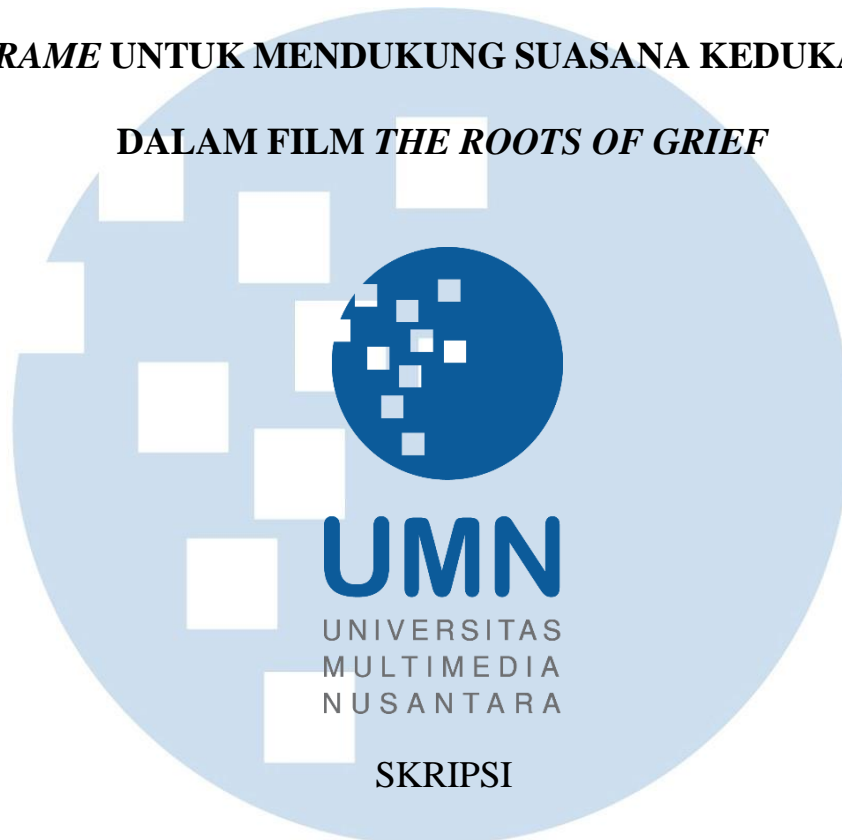 UNTUK MENDUKUNG SUASANA
DALAM FILM THE ROOTS OF GRIEF
UMN
UNIVERSITAS
MULTIMEDIA
NUSANTARA
SKRIPSI